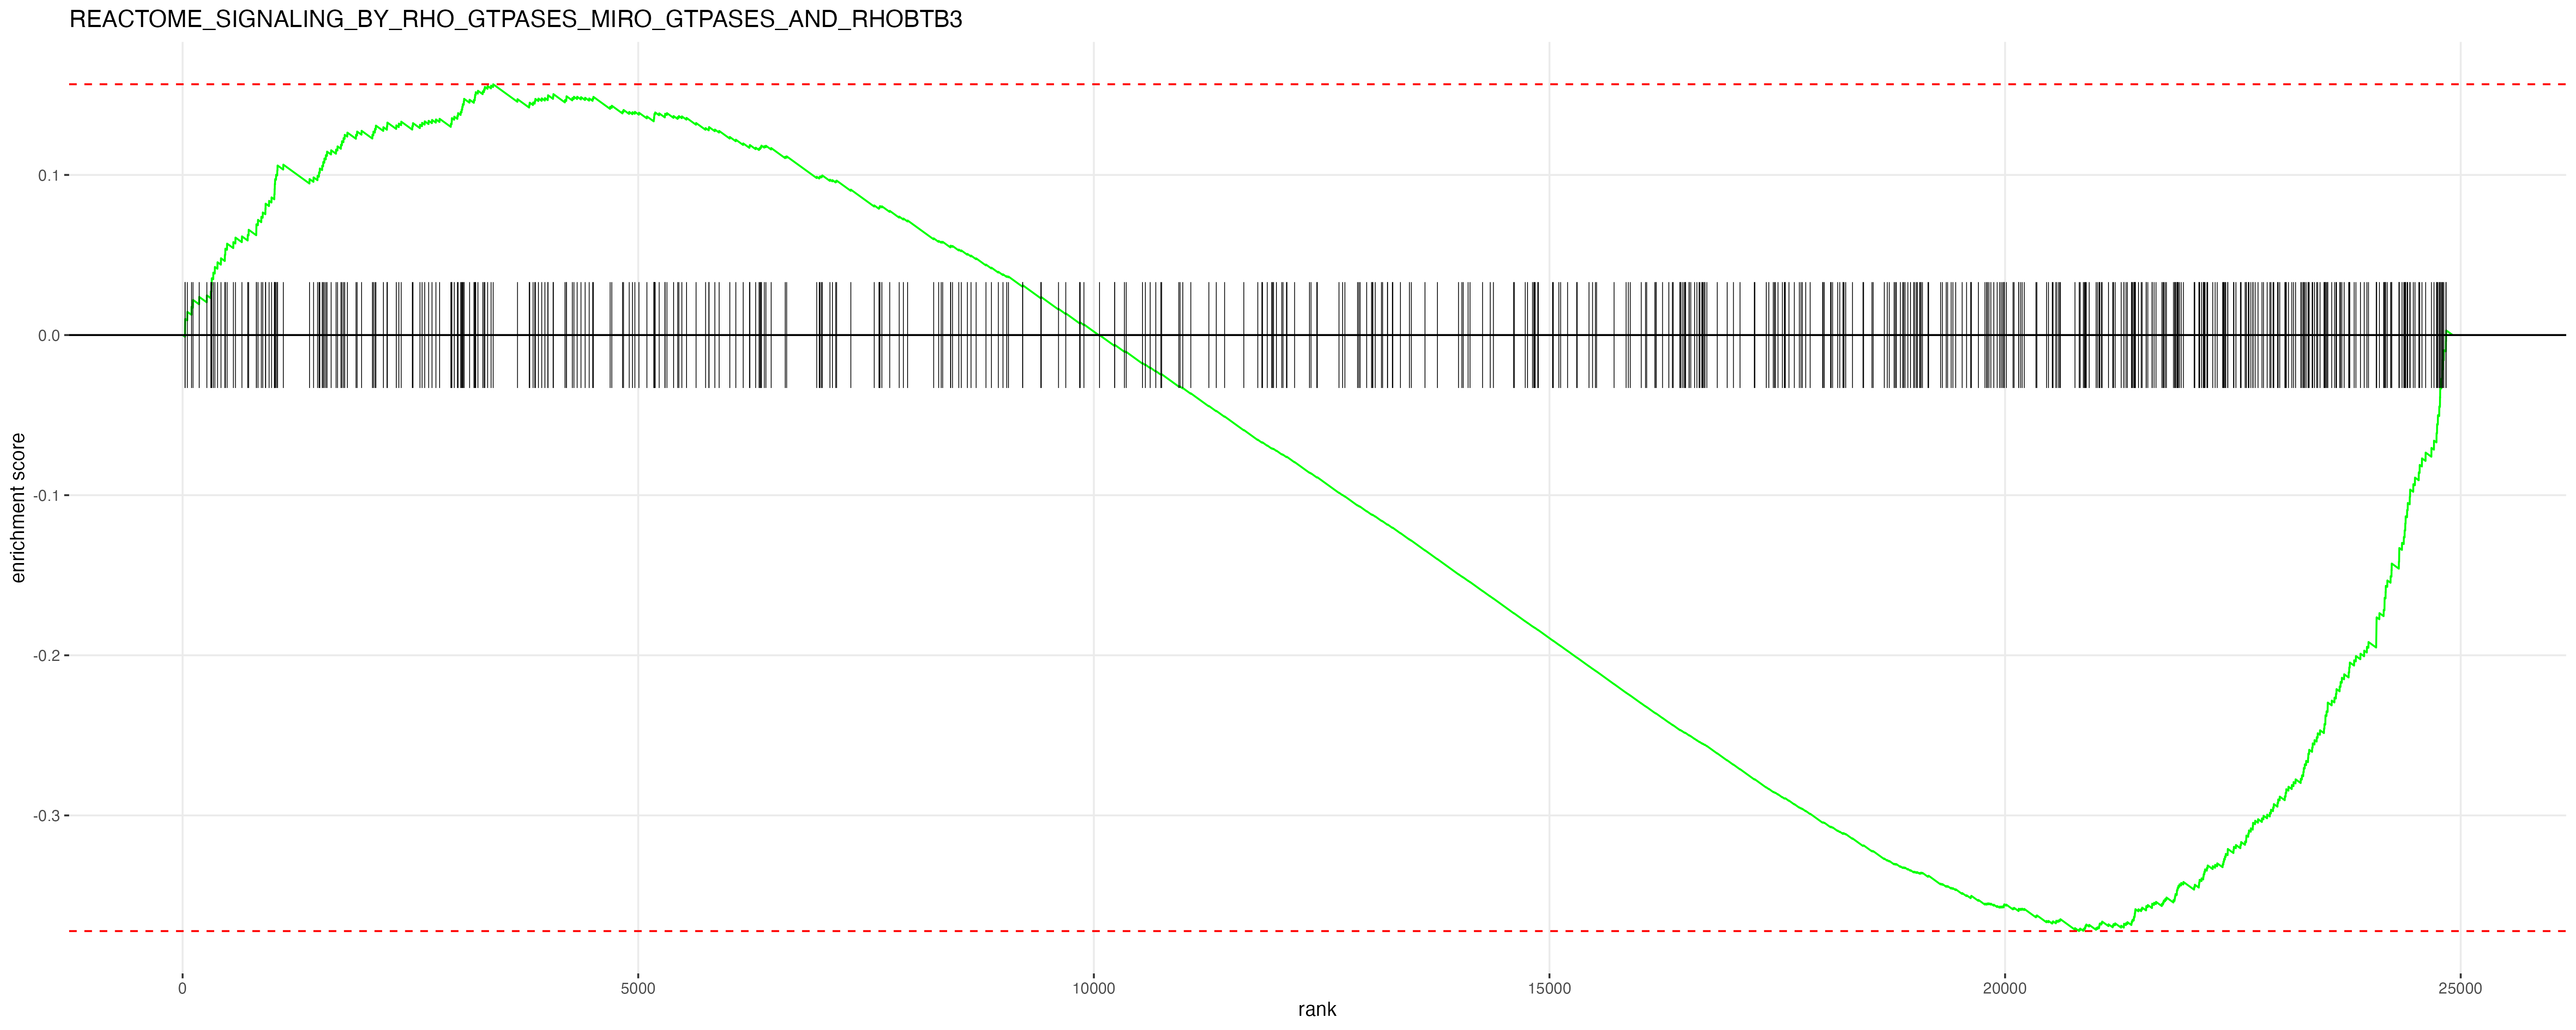 REACTOME_SIGNALING_BY_RHO_GTPASES_MIRO_GTPASES_AND_RHOBTB3
0.1
0.0
-0.1
-0.2
-0.3
enrichment score
0 5000 10000 15000 20000 25000
rank